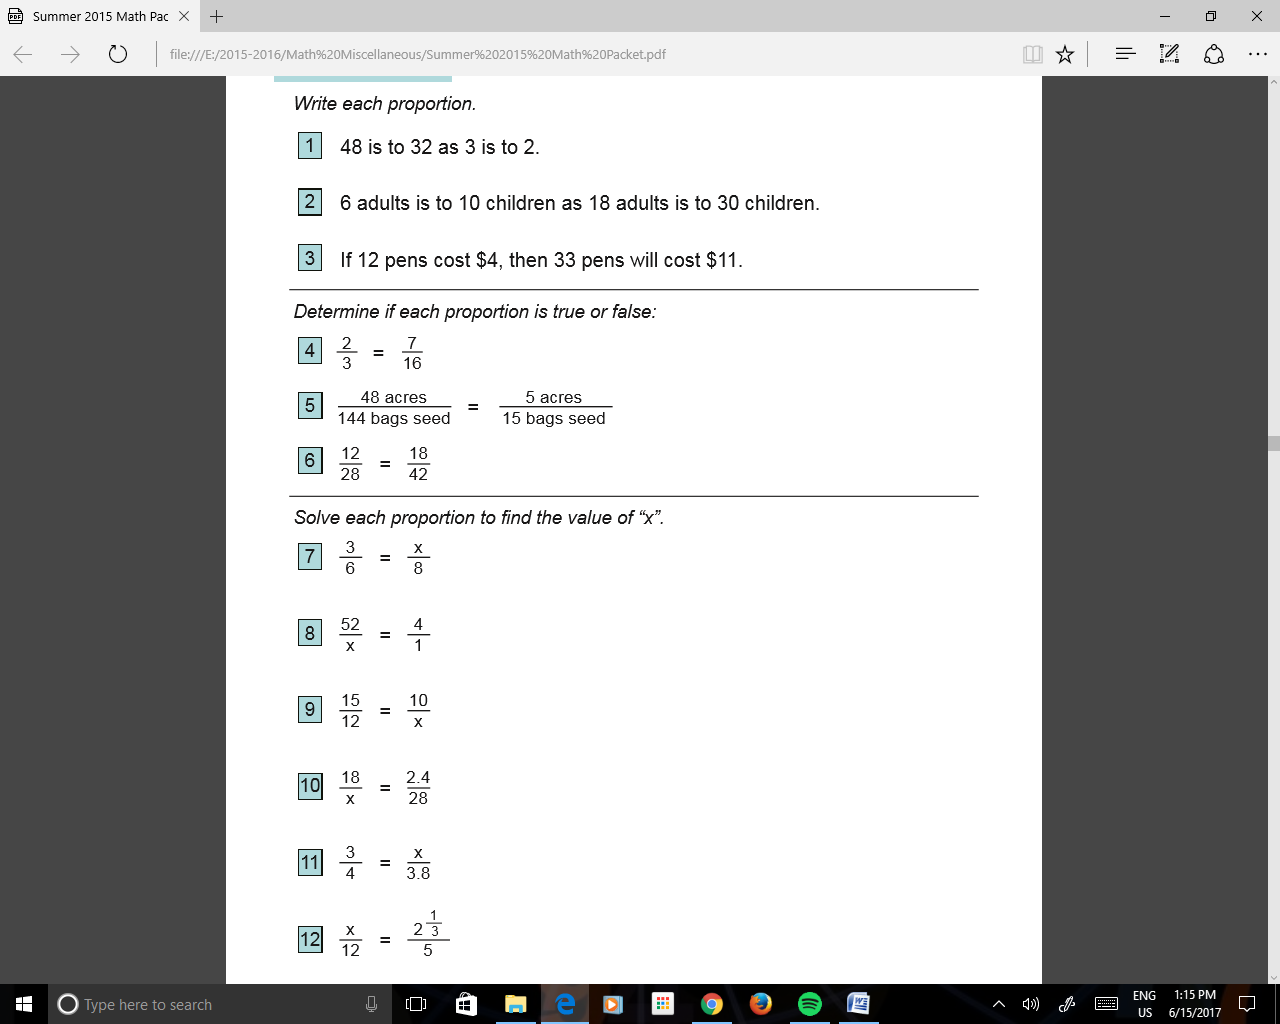 Summer 2015 Math Pac
file:///E:/2015-2016/Math%20Miscellaneous/Summer%202015%20Math%20Packet.pdf
Write each proportion.
1 48 is to 32 as 3 is to 2.
2 6 adults is to 10 children as 18 adults is to 30 children.
3 If 12 pens cost $4, then 33 pens will cost $11.
Determine if each proportion is true or false:
4 2/3 = 7/16
5 48 acres/144 bags seed = 5 acres/15 bags seed
6 12/28 = 18/42
Solve each proportion to find the value of “x”.
7 3/6 = x/8
8 52/x = 4/1
9 15/12 = 10/x
10 18/x = 2.4/28
11 3/4 = x/3.8
12 x/12 = 2 1/3/5
Type here to search
ENG 1:15 PM
US 6/15/2017